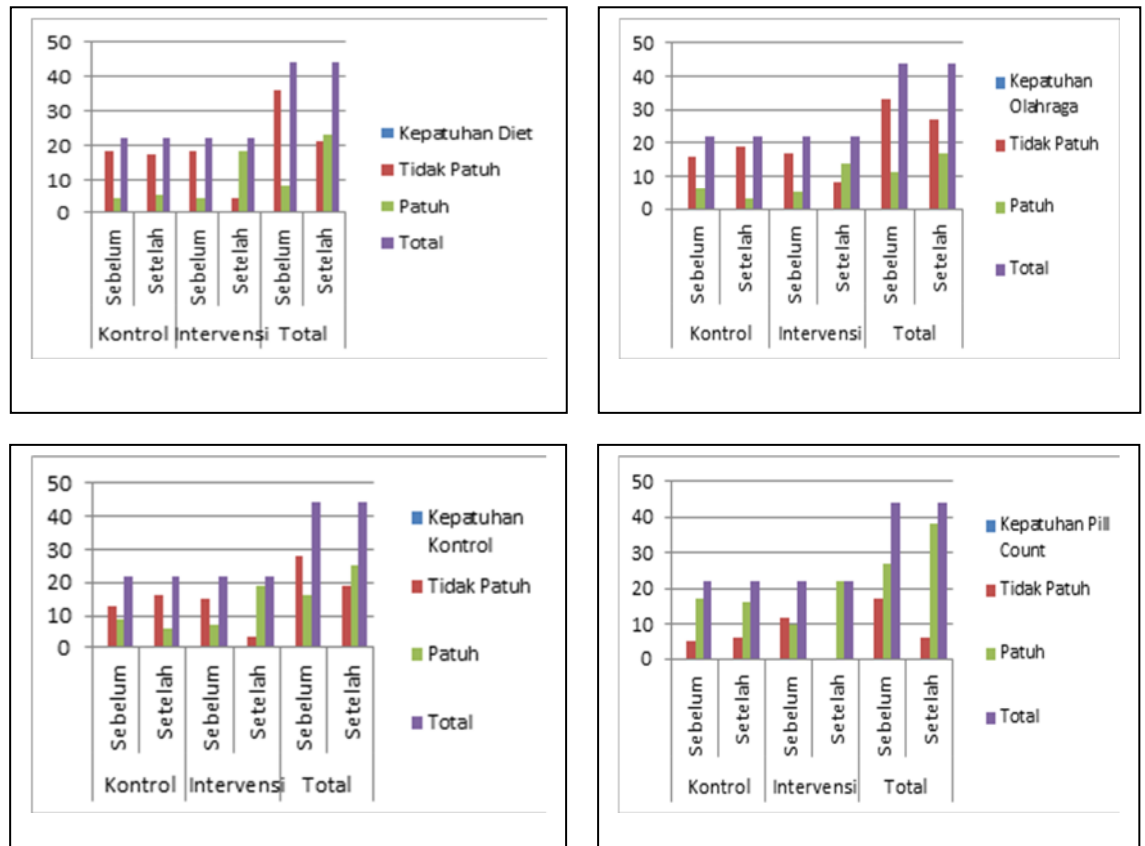 50
40
30
20
10
0
Sebelum
Setelah
Sebelum
Setelah
Sebelum
Setelah
Kontrol Intervensi Total
Kepatuhan Diet
Tidak Patuh
Patuh
Total
50
40
30
20
10
0
Sebelum
Setelah
Sebelum
Setelah
Sebelum
Setelah
Kontrol Intervensi Total
Kepatuhan
Olahraga
Tidak Patuh
Patuh
Total
50
40
30
20
10
0
Sebelum
Setelah
Sebelum
Setelah
Sebelum
Setelah
Kontrol Intervensi Total
Kepatuhan
Kontrol
Tidak Patuh
Patuh
Total
50
40
30
20
10
0
Sebelum
Setelah
Sebelum
Setelah
Sebelum
Setelah
Kontrol Intervensi Total
Kepatuhan Pill
Count
Tidak Patuh
Patuh
Total